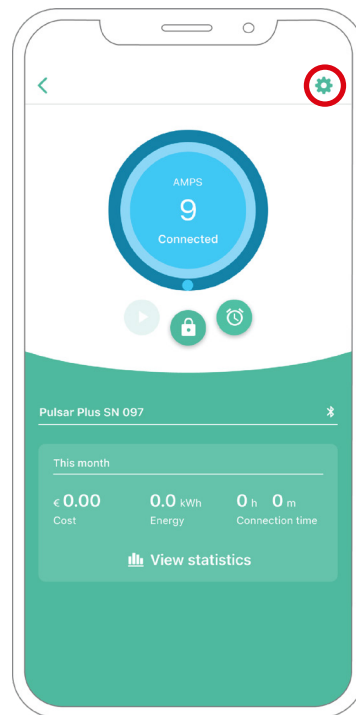 AMPS
9
Connected
Pulsar Plus SN 097
This month
€ 0.00 0.0 kWh 0 h 0 m
Cost Energy Connection time
View statistics